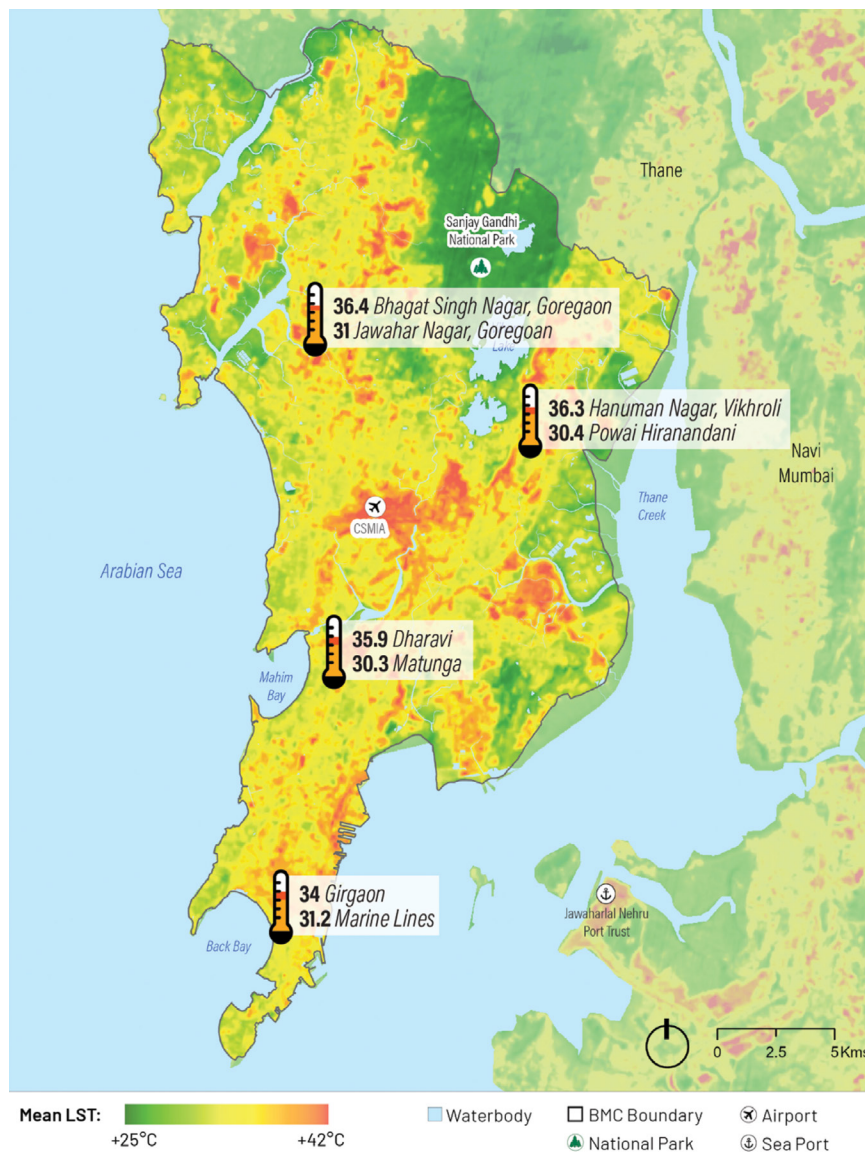 Thane
Sanjay Gandhi
National Park
36.4 Bhagat Singh Nagar, Goregaon
31 Jawahar Nagar, Goregoan
Lake
36.3 Hanuman Nagar, Vikhroli
30.4 Powai Hiranandani
Navi
Mumbai
Thane
Creek
CSMIA
Arabian Sea
35.9 Dharavi
30.3 Matunga
Mahim
Bay
34 Girgaon
31.2 Marine Lines
Back Bay
Jawaharlal Nehru
Port Trust
0 2.5 5Kms
Mean LST:
+25°C +42°C
Waterbody
BMC Boundary
Airport
National Park
Sea Port